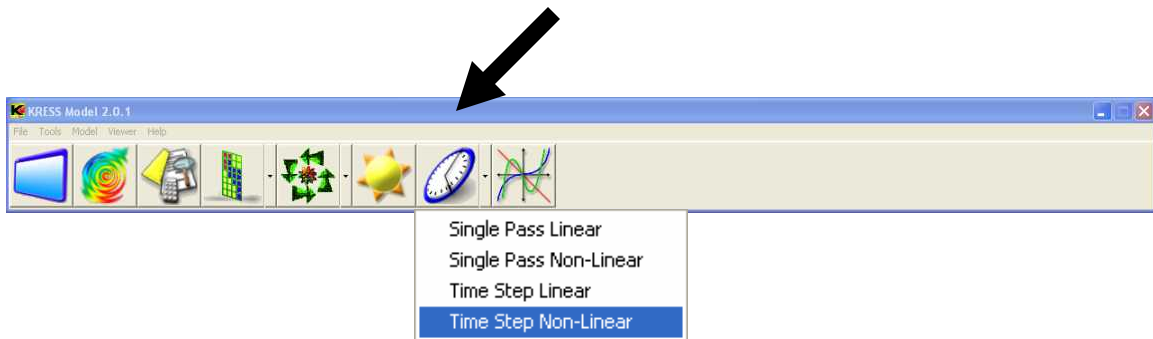 KRESS Model 2.0.1
File Tools Model Viewer Help
Single Pass Linear
Single Pass Non-Linear
Time Step Linear
Time Step Non-Linear